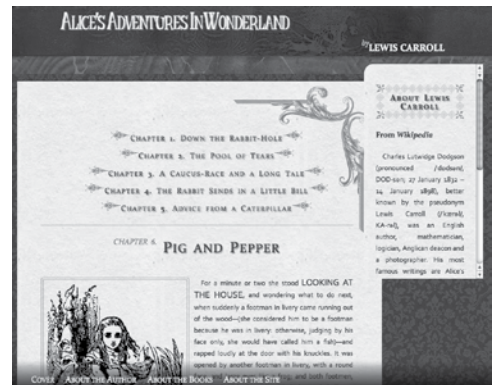 ALICE'S ADVENTURES IN WONDERLAND
by LEWIS CARROLL
CHAPTER 1. DOWN THE RABBIT-HOLE
CHAPTER 2. THE POOL OF TEARS
CHAPTER 3. A CAUCUS-RACE AND A LONG TALE
CHAPTER 4. THE RABBIT SENDS IN A LITTLE BILL
CHAPTER 5. ADVICE FROM A CATERPILLAR
CHAPTER 6. PIG AND PEPPER
For a minute or two she stood LOOKING AT
THE HOUSE, and wondering what to do next,
when suddenly a footman in livery came running out
of the wood—(she considered him to be a footman
because he was in livery: otherwise, judging by his
face only, she would have called him a fish)—and
rapped loudly at the door with his knuckles. It was
opened by another footman in livery, with a round
ABOUT LEWIS
CARROLL
From Wikipedia
Charles Lutwidge Dodgson
(pronounced
DOD-son; 27 January 1832 –
14 January 1898), better
known by the pseudonym
Lewis Carroll
KA-rəl), was an English
author, mathematician,
logician, Anglican deacon and
a photographer. His most
famous writings are Alice's
COVER ABOUT THE AUTHOR ABOUT THE BOOKS ABOUT THE SITE